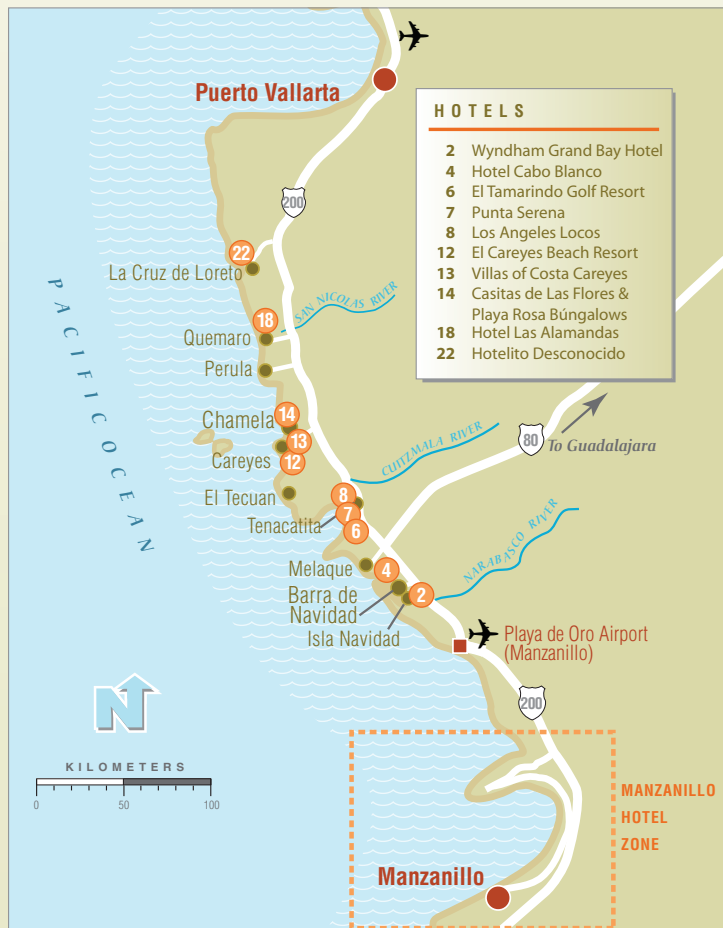 Puerto Vallarta
HOTELS
2 Wyndham Grand Bay Hotel
4 Hotel Cabo Blanco
6 El Tamarindo Golf Resort
7 Punta Serena
8 Los Angeles Locos
12 El Careyes Beach Resort
13 Villas of Costa Careyes
14 Casitas de Las Flores &
Playa Rosa Búngalows
18 Hotel Las Alamandas
22 Hotelito Desconocido
200
22
La Cruz de Loreto
PACIFIC OCEAN
SAN NICOLAS RIVER
18
Quemaro
Perula
14
Chamela
13
Careyes
12
80
To Guadalajara
CUITZMALA RIVER
El Tecuan
8
7
Tenacatita
6
NARABASCO RIVER
Melaque
4
Barra de
Navidad
2
Isla Navidad
Playa de Oro Airport
(Manzanillo)
N
200
KILOMETERS
0 50 100
MANZANILLO
HOTEL
ZONE
Manzanillo